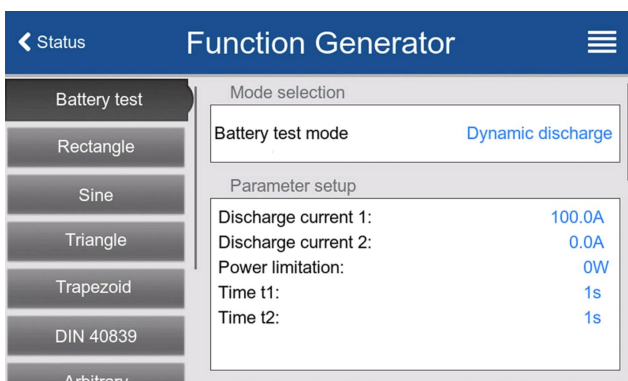 Status
Function Generator
Battery test
Rectangle
Sine
Triangle
Trapezoid
DIN 40839
Arbitrary
Mode selection
Battery test mode Dynamic discharge
Parameter setup
Discharge current 1: 100.0A
Discharge current 2: 0.0A
Power limitation: 0W
Time t1: 1s
Time t2: 1s